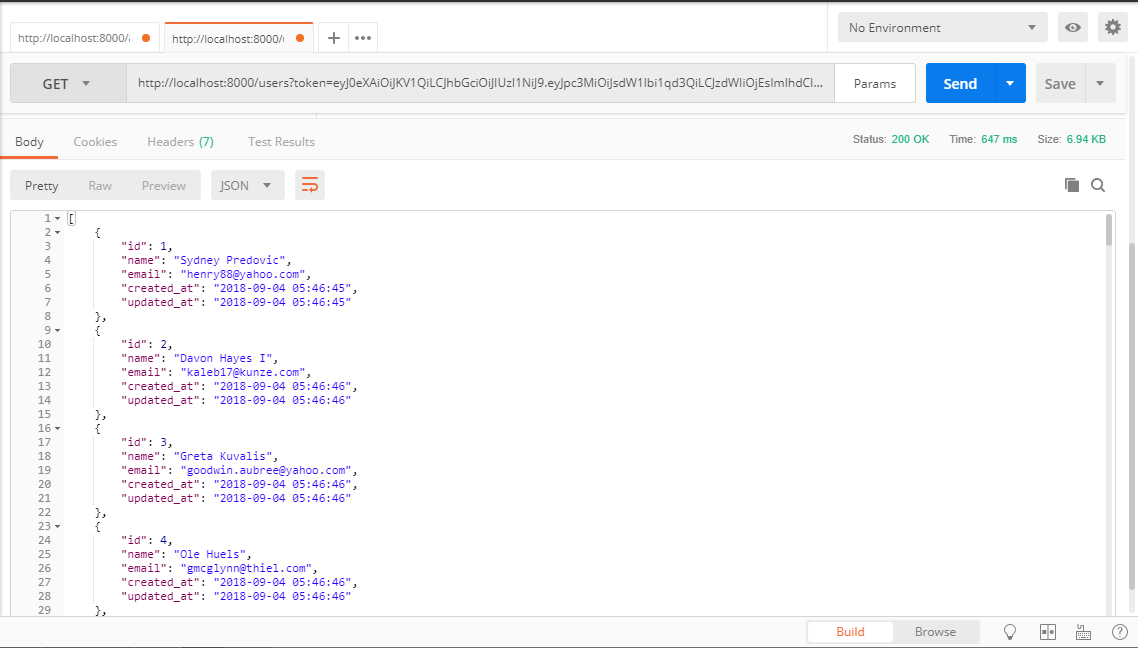 http://localhost:8000/
http://localhost:8000/
No Environment
GET
http://localhost:8000/users?token=eyJ0eXAiOiJKV1QiLCJhbGciOiJIUzI1NiJ9.eyJpc3MiOiJsdW1lbi1qd3QiLCJzdWIiOjEsImlhdCI...
Params
Send
Save
Body
Cookies
Headers (7)
Test Results
Status: 200 OK
Time: 647 ms
Size: 6.94 KB
Pretty
Raw
Preview
JSON
1 [
2 {
3 "id": 1,
4 "name": "Sydney Predovic",
5 "email": "henry88@yahoo.com",
6 "created_at": "2018-09-04 05:46:45",
7 "updated_at": "2018-09-04 05:46:45"
8 },
9 {
10 "id": 2,
11 "name": "Davon Hayes I",
12 "email": "kaleb17@kunze.com",
13 "created_at": "2018-09-04 05:46:46",
14 "updated_at": "2018-09-04 05:46:46"
15 },
16 {
17 "id": 3,
18 "name": "Greta Kuvalis",
19 "email": "goodwin.aubree@yahoo.com",
20 "created_at": "2018-09-04 05:46:46",
21 "updated_at": "2018-09-04 05:46:46"
22 },
23 {
24 "id": 4,
25 "name": "Ole Huels",
26 "email": "gmcglynn@thiel.com",
27 "created_at": "2018-09-04 05:46:46",
28 "updated_at": "2018-09-04 05:46:46"
29 },
Build
Browse